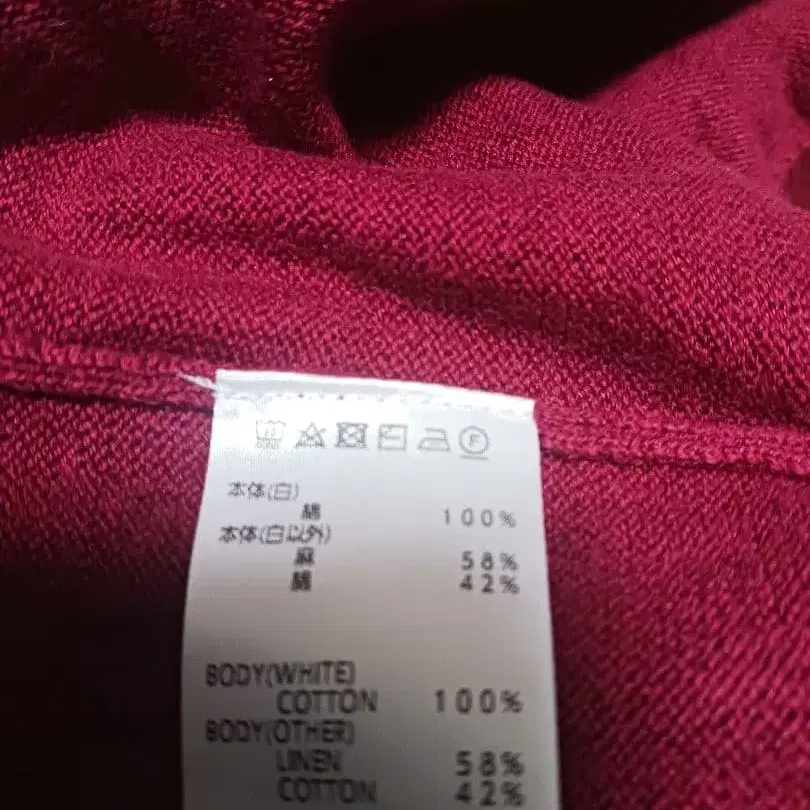 F
本体(白)
綿 100%
本体(白以外)
麻 58%
綿 42%
BODY(WHITE)
COTTON 100%
BODY(OTHER)
LINEN 58%
COTTON 42%